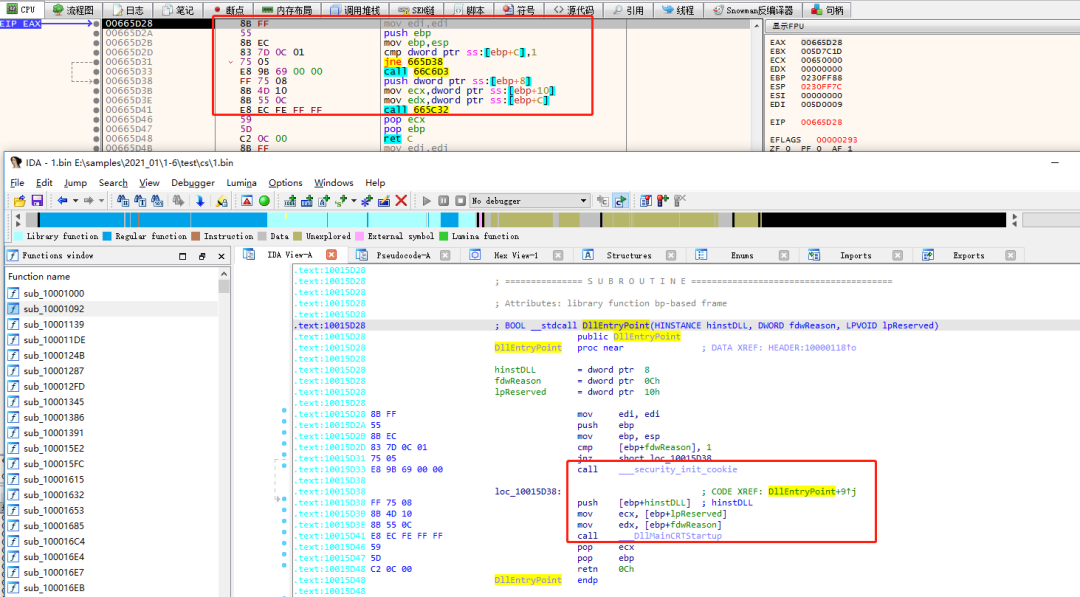 CPU 流程图 日志 笔记 断点 内存布局 调用堆栈 SEH链 脚本 符号 源代码 引用 线程 Snowman反编译器 句柄
EIP EAX
00665D28 8B FF mov edi,edi
00665D2A 55 push ebp
00665D2B 8B EC mov ebp,esp
00665D2D 83 7D 0C 01 cmp dword ptr ss:[ebp+C],1
00665D31 75 05 jne 665D38
00665D33 E8 9B 69 00 00 call 66C6D3
00665D38 FF 75 08 push dword ptr ss:[ebp+8]
00665D3B 8B 4D 10 mov ecx,dword ptr ss:[ebp+10]
00665D3E 8B 55 0C mov edx,dword ptr ss:[ebp+C]
00665D41 E8 EC FE FF FF call 665C32
00665D46 59 pop ecx
00665D47 5D pop ebp
00665D48 C2 0C 00 ret C
8B FF mov edi,edi
显示FPU
EAX 00665D28
EBX 005D7C1D
ECX 00650000
EDX 00000000
EBP 0230FF88
ESP 0230FF7C
ESI 00000000
EDI 005D0009
EIP 00665D28
EFLAGS 00000293
ZF 0 PF 0 AF 1
IDA - 1.bin E:\samples\2021_01\1-6\test\cs\1.bin
File Edit Jump Search View Debugger Lumina Options Windows Help
No debugger
Library function Regular function Instruction Data Unexplored External symbol Lumina function
Functions window
IDA View-A Pseudocode-A Hex View-1 Structures Enums Imports Exports
Function name
sub_10001000
sub_10001092
sub_10001139
sub_100011DE
sub_1000124B
sub_10001287
sub_100012FD
sub_10001345
sub_10001386
sub_10001391
sub_100015E2
sub_100015FC
sub_10001615
sub_10001632
sub_10001653
sub_10001685
sub_100016C4
sub_100016E4
sub_100016E7
sub_100016EB
.text:10015D28
.text:10015D28 ; =============== S U B R O U T I N E =======================================
.text:10015D28
.text:10015D28 ; Attributes: library function bp-based frame
.text:10015D28
.text:10015D28 ; BOOL __stdcall DllEntryPoint(HINSTANCE hinstDLL, DWORD fdwReason, LPVOID lpReserved)
.text:10015D28 public DllEntryPoint
.text:10015D28 DllEntryPoint proc near ; DATA XREF: HEADER:10000118↑o
.text:10015D28
.text:10015D28 hinstDLL = dword ptr 8
.text:10015D28 fdwReason = dword ptr 0Ch
.text:10015D28 lpReserved = dword ptr 10h
.text:10015D28
.text:10015D28 8B FF mov edi, edi
.text:10015D2A 55 push ebp
.text:10015D2B 8B EC mov ebp, esp
.text:10015D2D 83 7D 0C 01 cmp [ebp+fdwReason], 1
.text:10015D31 75 05 jnz short loc_10015D38
.text:10015D33 E8 9B 69 00 00 call ___security_init_cookie
.text:10015D38
.text:10015D38 loc_10015D38: ; CODE XREF: DllEntryPoint+9↑j
.text:10015D38 FF 75 08 push [ebp+hinstDLL] ; hinstDLL
.text:10015D3B 8B 4D 10 mov ecx, [ebp+lpReserved]
.text:10015D3E 8B 55 0C mov edx, [ebp+fdwReason]
.text:10015D41 E8 EC FE FF FF call ___DllMainCRTStartup
.text:10015D46 59 pop ecx
.text:10015D47 5D pop ebp
.text:10015D48 C2 0C 00 retn 0Ch
.text:10015D48 DllEntryPoint endp
.text:10015D48